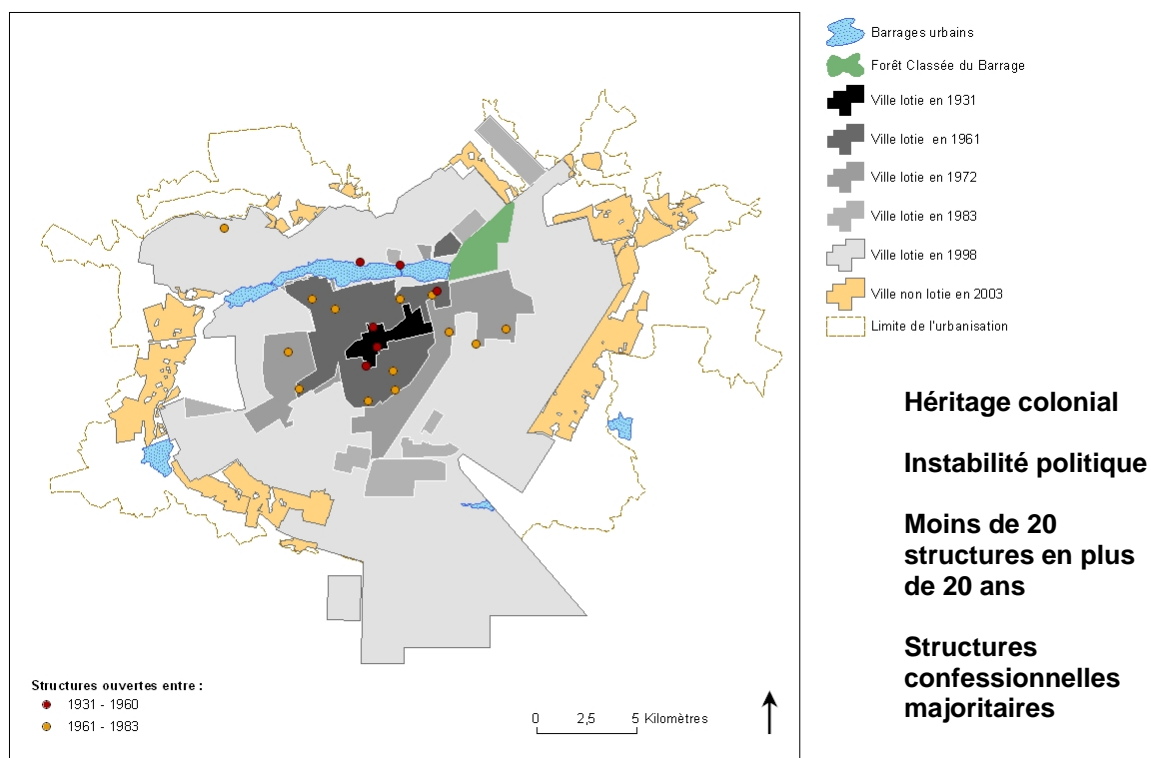 Barrages urbains
Forêt Classée du Barrage
Ville lotie en 1931
Ville lotie en 1961
Ville lotie en 1972
Ville lotie en 1983
Ville lotie en 1998
Ville non lotie en 2003
Limite de l'urbanisation
Héritage colonial
Instabilité politique
Moins de 20
structures en plus
de 20 ans
Structures
confessionnelles
majoritaires
Structures ouvertes entre :
1931 - 1960
1961 - 1983
0 2,5 5 Kilomètres